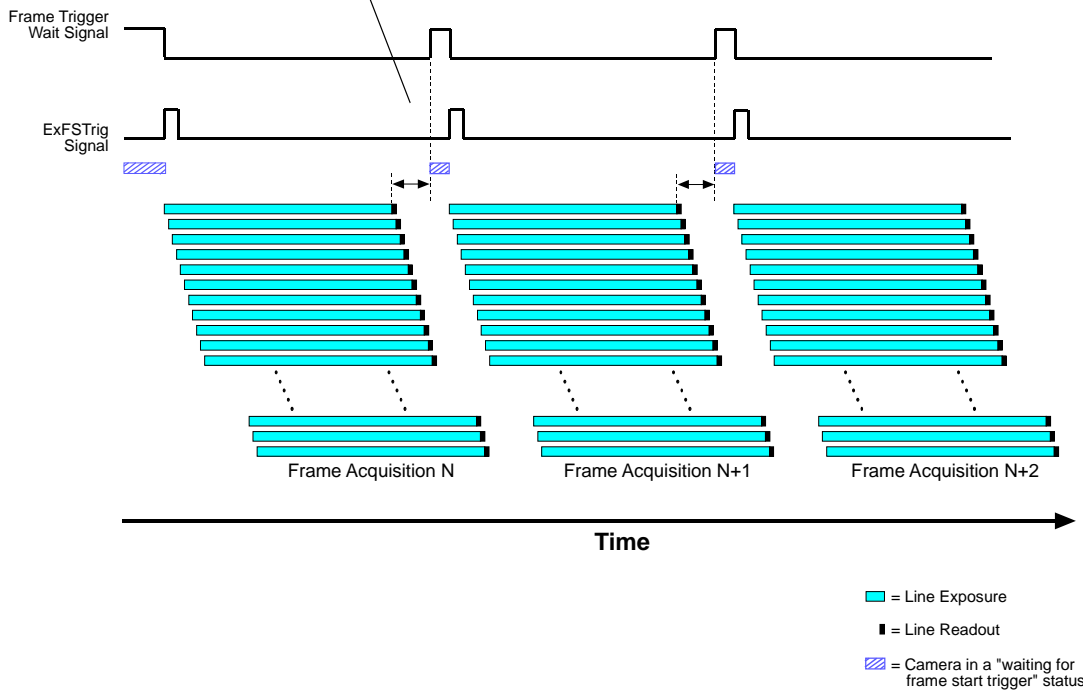 Frame Trigger
Wait Signal
ExFSTrig
Signal
Frame Acquisition N
Frame Acquisition N+1
Frame Acquisition N+2
Time
= Line Exposure
= Line Readout
= Camera in a "waiting for
frame start trigger" status